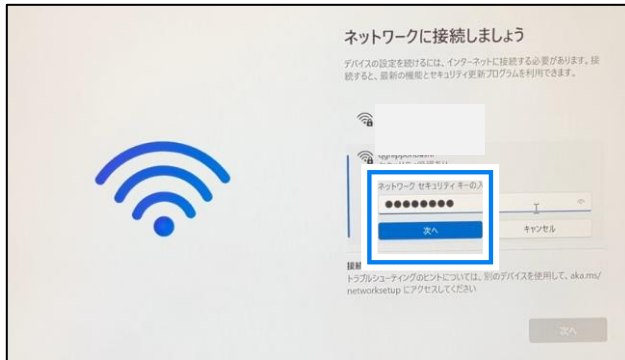 ネットワークに接続しましょう
デバイスの設定を続けるには、インターネットに接続する必要があります。接
続すると、最新の機能とセキュリティ更新プログラムを利用できます。
ネットワーク セキュリティ キーの入
●●●●●●●●
次へ
キャンセル
接続
トラブルシューティングのヒントについては、別のデバイスを使用して、aka.ms/
networksetup にアクセスしてください
次へ